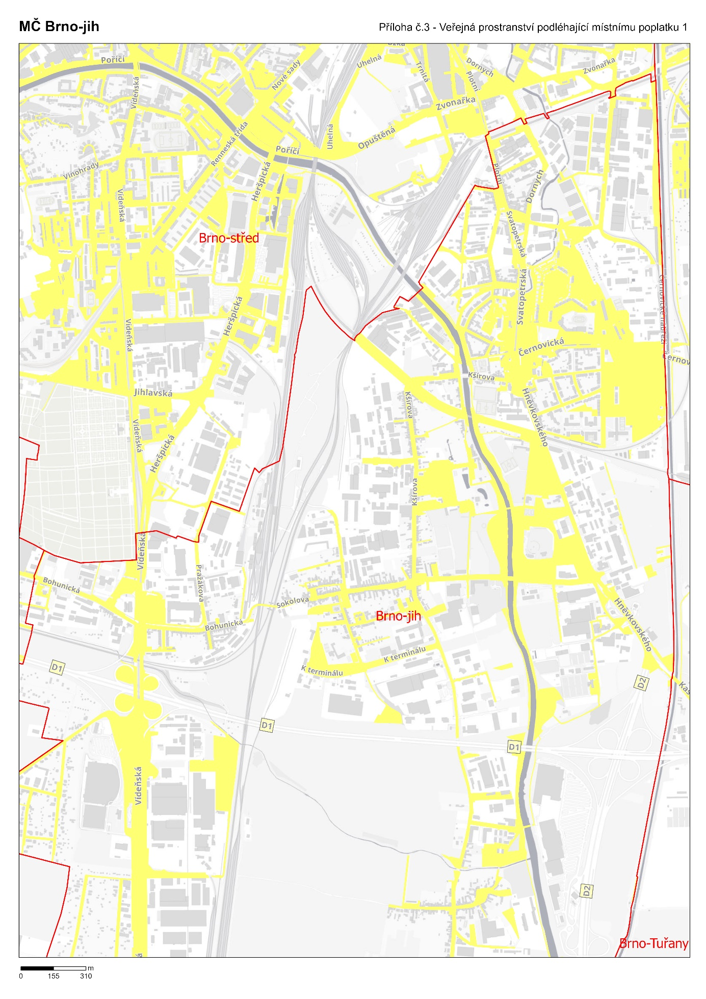 MČ Brno-jih
Příloha č.3 - Veřejná prostranství podléhající místnímu poplatku 1
Poříčí
Vídeňská
Nové sady
Uhelná
Trnitá
Plotní
Dornych
Zvonařka
Zvonařka
Renneská třída
Uhelná
Opuštěná
Poříčí
Vinohrady
Heršpická
Plotní
Dornych
Vídeňská
Svatopetrská
Brno-střed
Svatopetrská
Heršpická
Černovické nábřeží
Vídeňská
Černovická
Kšírova
Jihlavská
Kšírova
Hněvkovského
Vídeňská
Heršpická
Kšírova
Vídeňská
Pražákova
Bohunická
Sokolova
Hněvkovského
Brno-jih
Bohunická
K terminálu
K terminálu
D1
D2
D1
D1
Vídeňská
D2
Brno-Tuřany
m
0 155 310